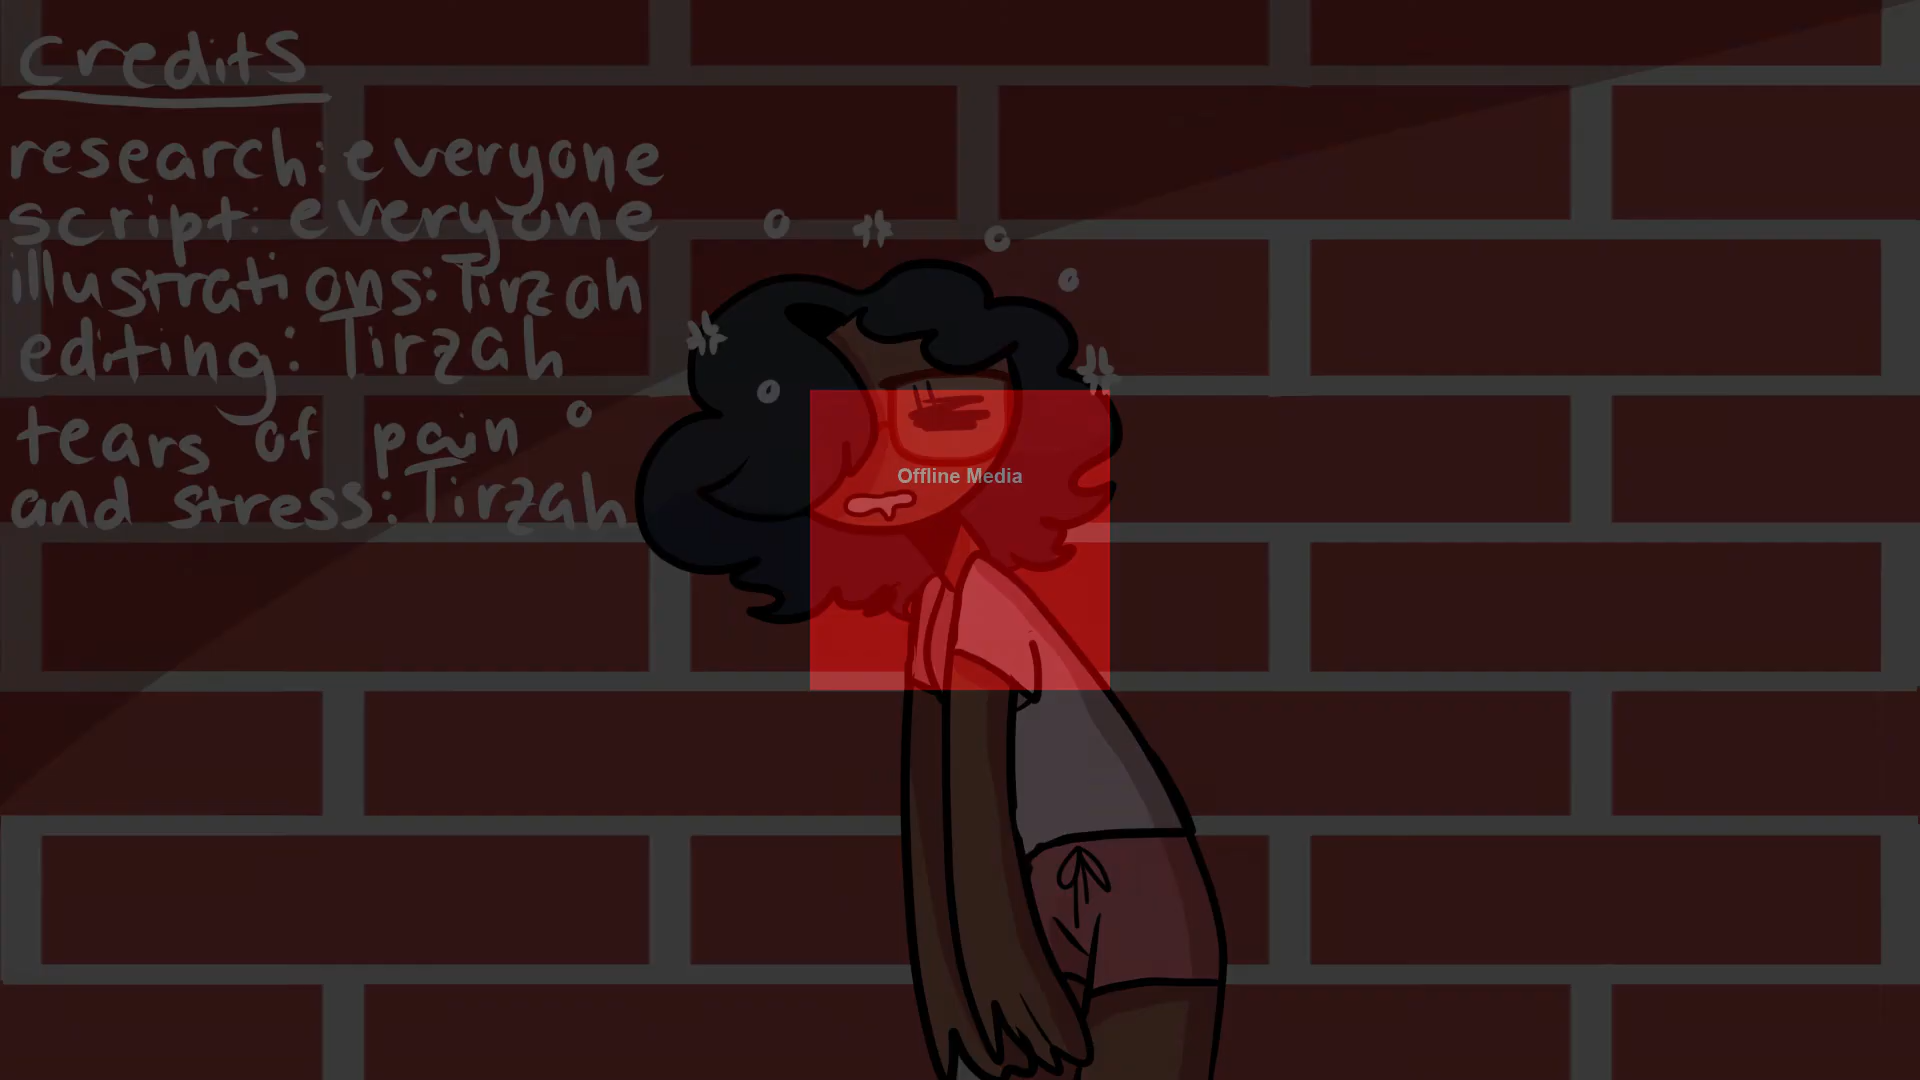 credits
research: everyone
script: everyone
illustrations: Tirzah
editing: Tirzah
tears of pain
and stress: Tirzah
Offline Media